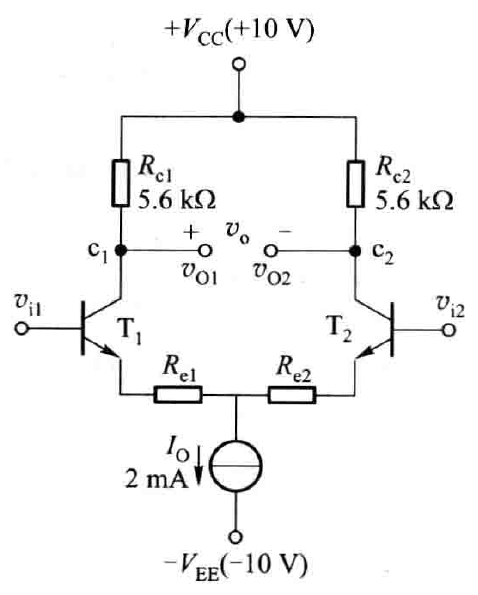 +V_CC(+10 V)
R_c1
5.6 kΩ
R_c2
5.6 kΩ
c_1
+ v_o −
c_2
v_O1
v_O2
v_i1
T_1
T_2
v_i2
R_e1
R_e2
I_O
2 mA
−V_EE(−10 V)